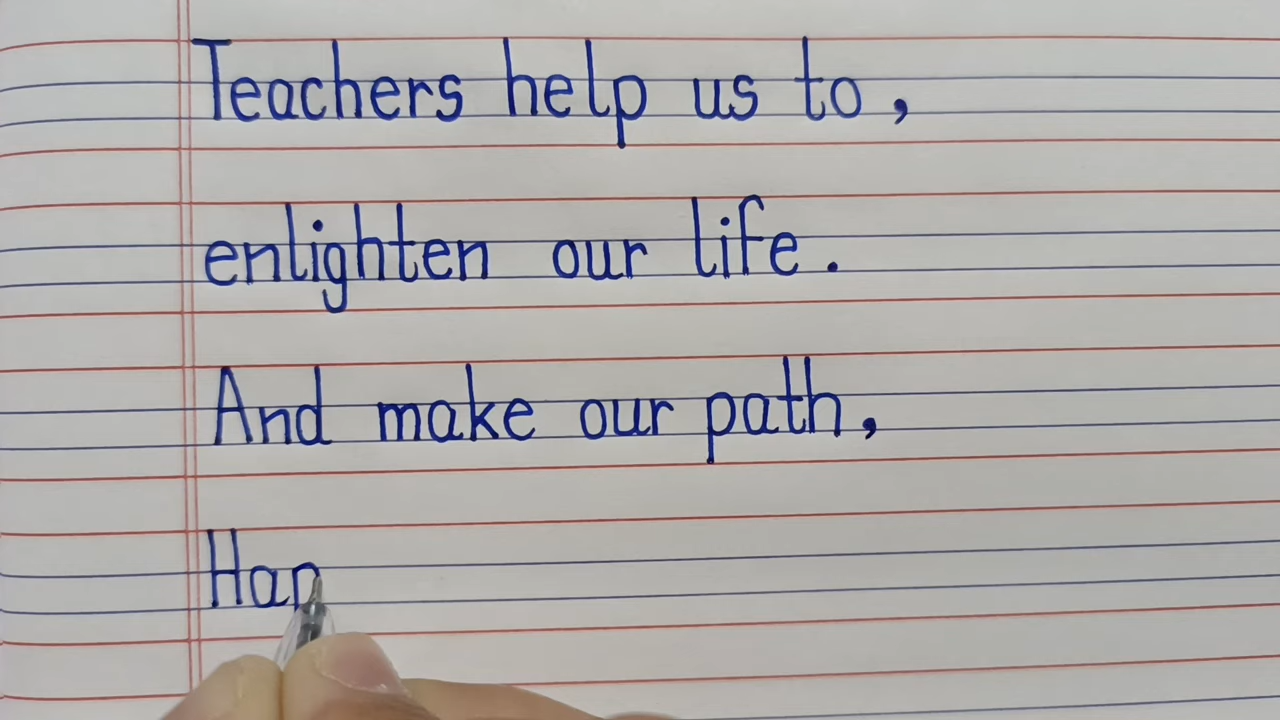 Teachers help us to,
enlighten our life.
And make our path,
Hap